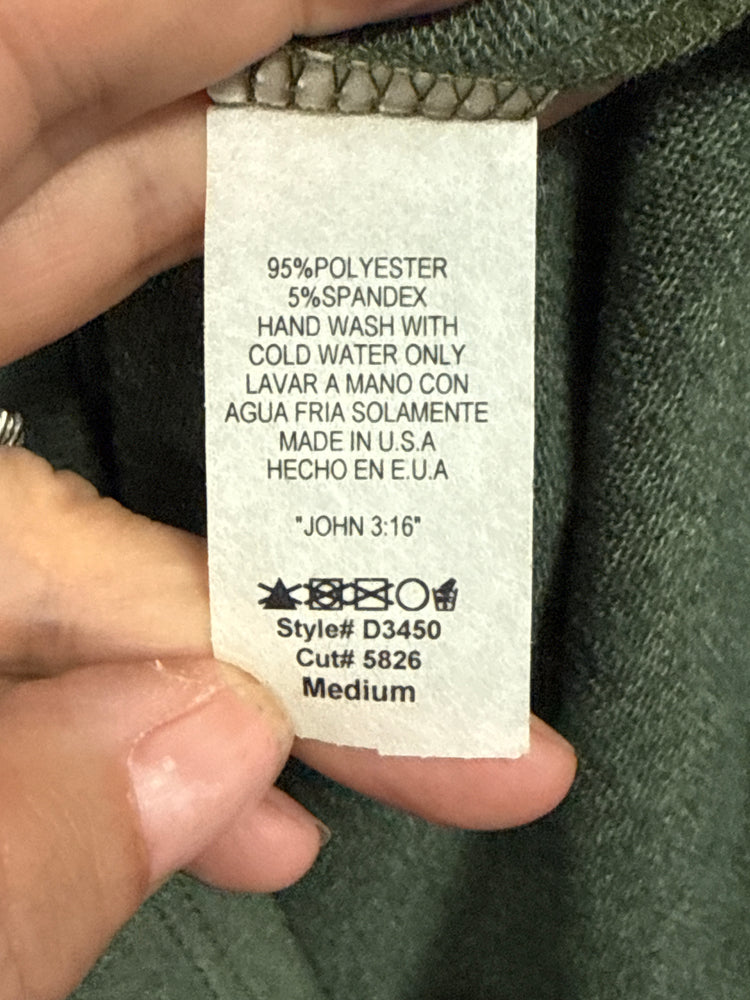 95%POLYESTER
5%SPANDEX
HAND WASH WITH
COLD WATER ONLY
LAVAR A MANO CON
AGUA FRIA SOLAMENTE
MADE IN U.S.A
HECHO EN E.U.A
"JOHN 3:16"
Style# D3450
Cut# 5826
Medium